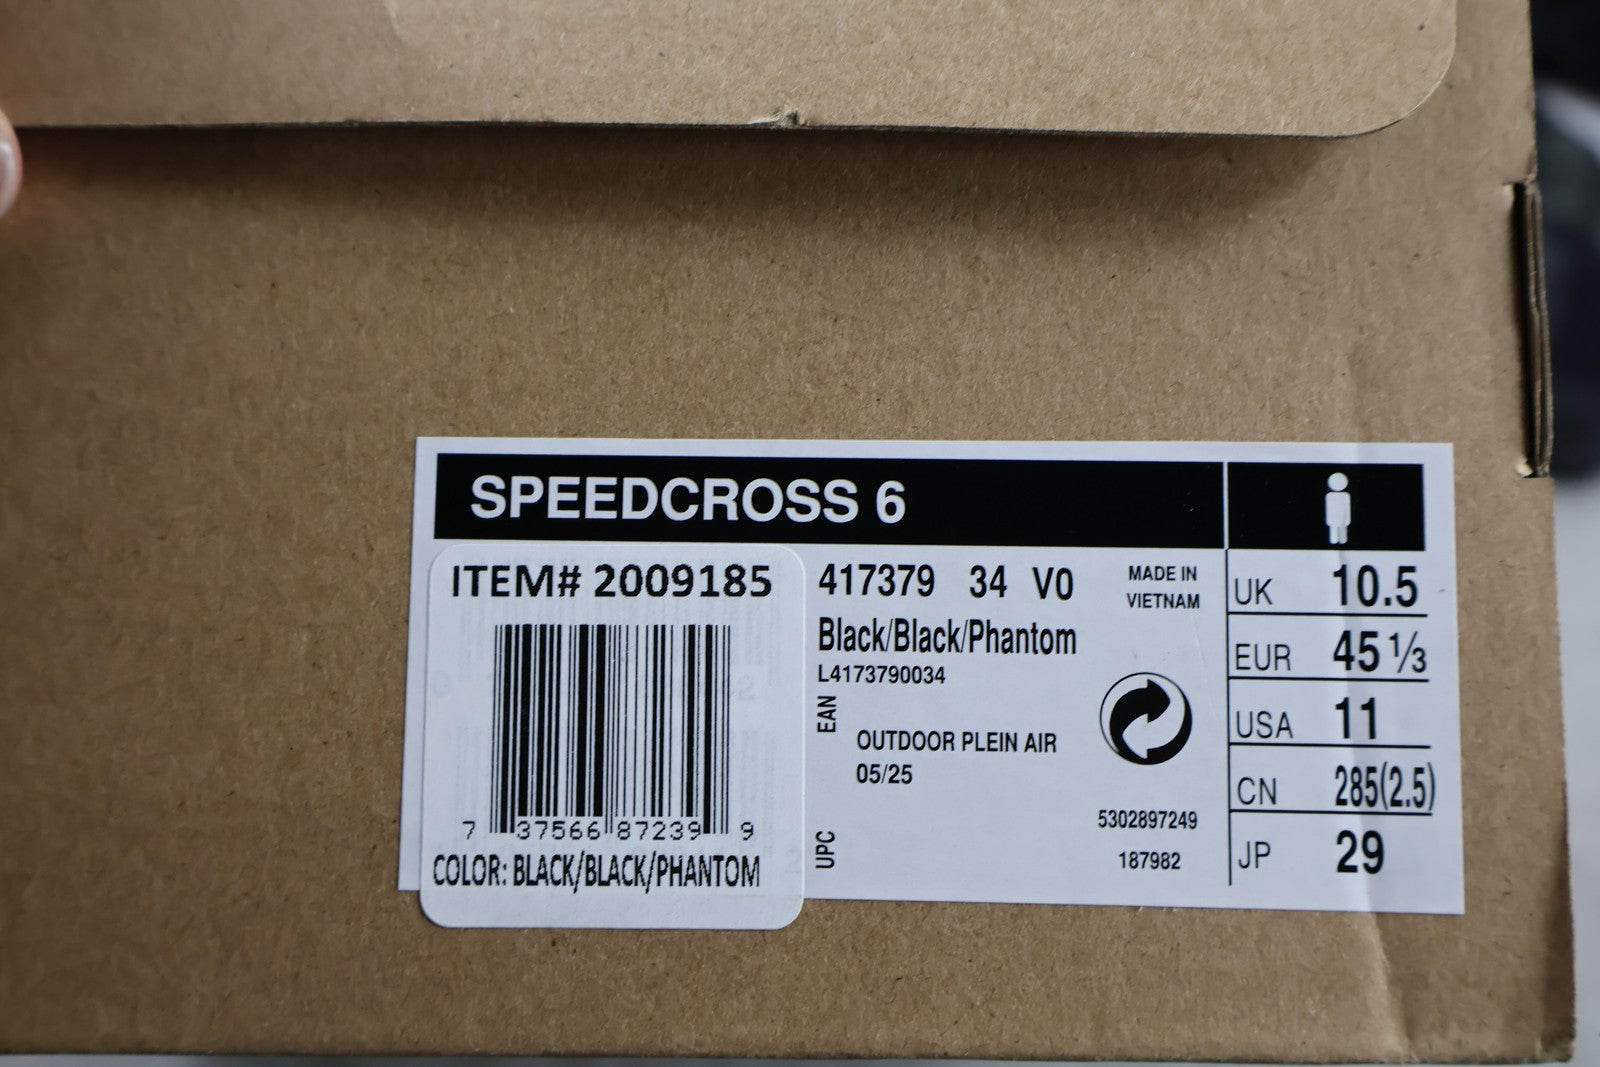 SPEEDCROSS 6
ITEM# 2009185
7 37566 87239 9
COLOR: BLACK/BLACK/PHANTOM
417379 34 V0
MADE IN
VIETNAM
Black/Black/Phantom
L4173790034
EAN
OUTDOOR PLEIN AIR
05/25
UPC
5302897249
187982
UK 10.5
EUR 45 1/3
USA 11
CN 285(2.5)
JP 29